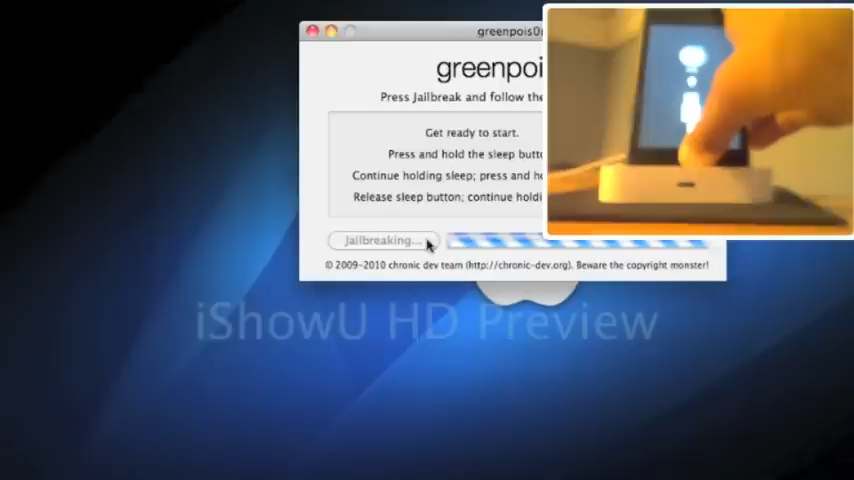 greenpois0
greenpoi
Press Jailbreak and follow the
Get ready to start.
Press and hold the sleep butto
Continue holding sleep; press and ho
Release sleep button; continue holdi
Jailbreaking...
© 2009-2010 chronic dev team (http://chronic-dev.org). Beware the copyright monster!
iShowU HD Preview